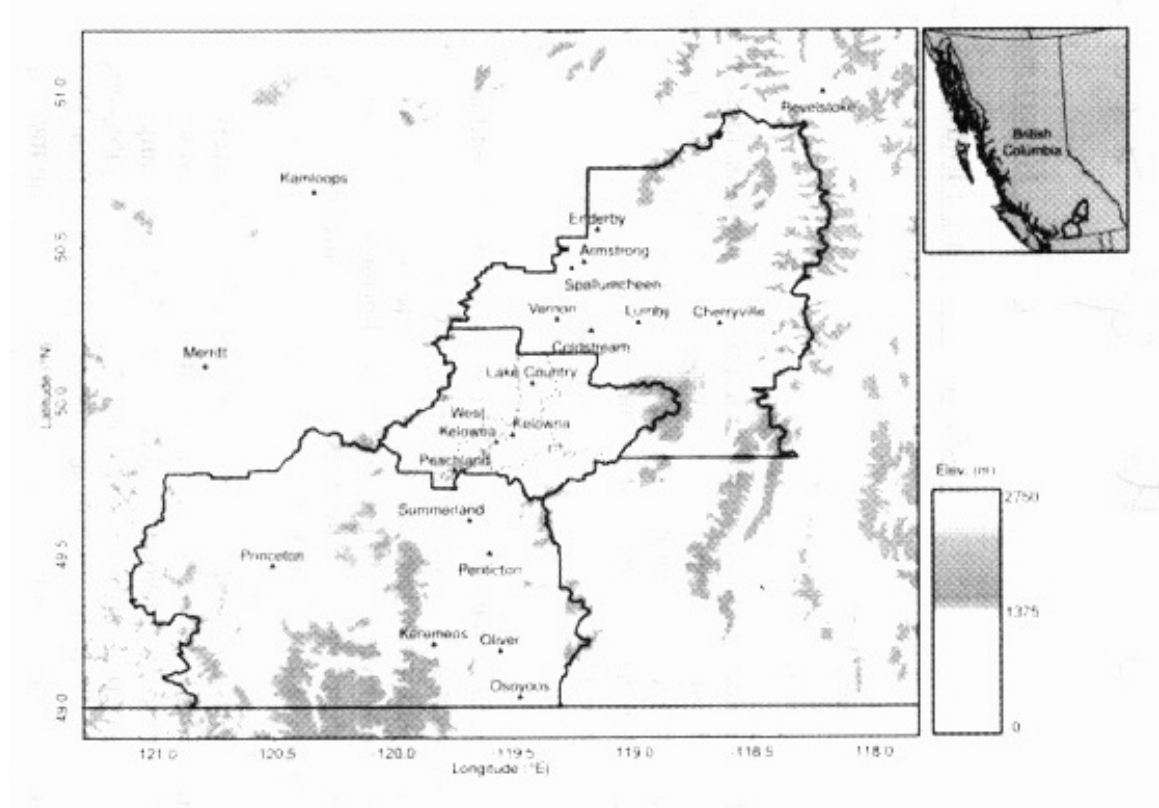 Revelstoke
British
Columbia
Kamloops
Enderby
Armstrong
Spallumcheen
Vernon
Lumby
Cherryville
Coldstream
Merritt
Lake Country
West
Kelowna
Kelowna
Peachland
Summerland
Princeton
Penticton
Keremeos
Oliver
Osoyoos
51.0
50.5
50.0
49.5
49.0
Latitude (°N)
121.0
-120.5
-120.0
-119.5
-119.0
-118.5
-118.0
Longitude (°E)
Elev. (m)
2750
1375
0